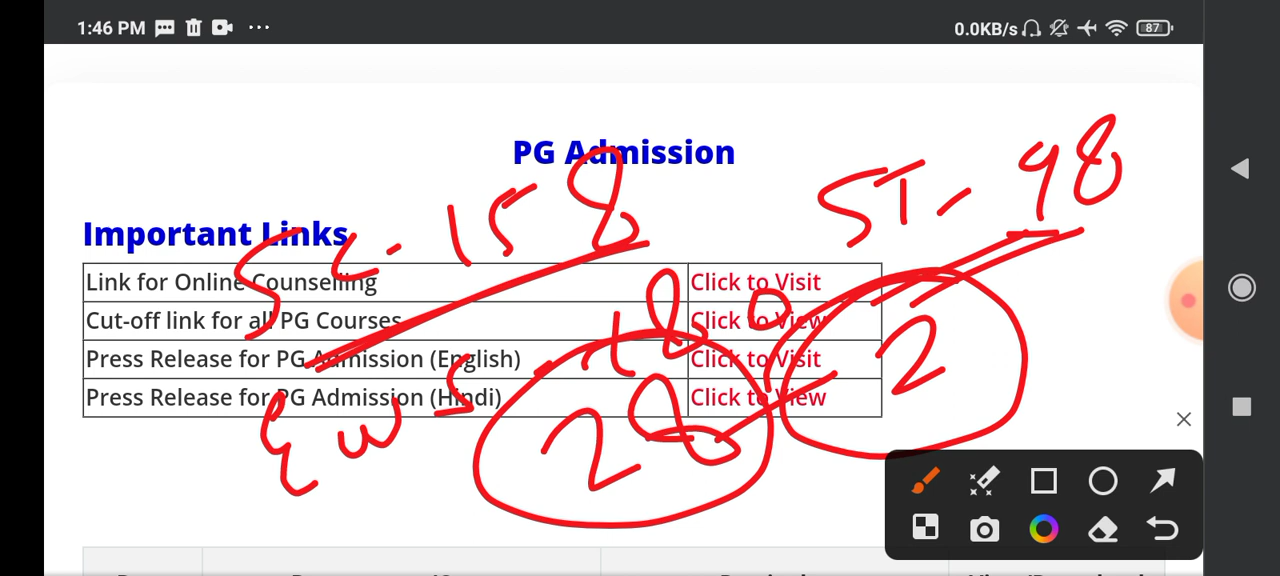 1:46 PM ... 0.0KB/s 87
PG Admission
ST - 98
SC - 158
Important Links
Link for Online Counselling Click to Visit
Cut-off link for all PG Courses Click to View
Press Release for PG Admission (English) Click to Visit
Press Release for PG Admission (Hindi) Click to View
EWS - 180
28
2